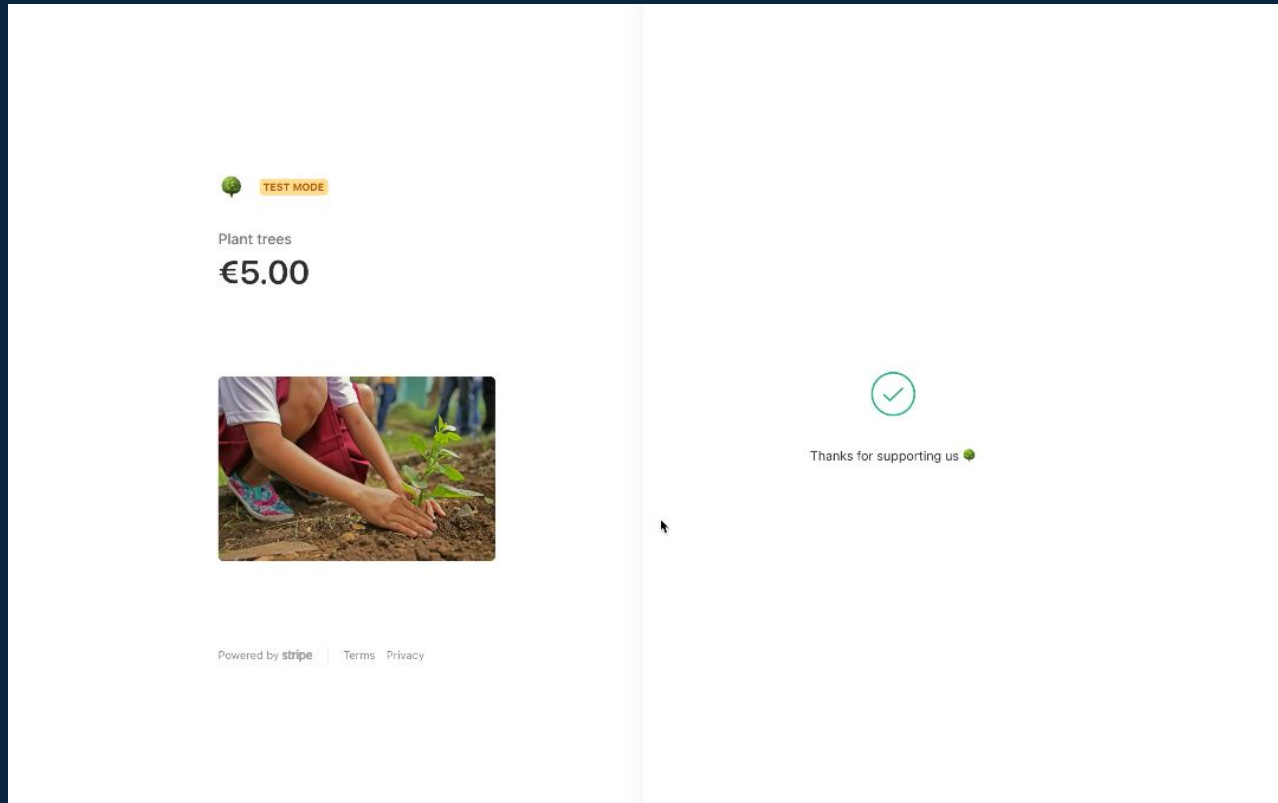 TEST MODE
Plant trees
€5.00
Thanks for supporting us
Powered by stripe
Terms Privacy